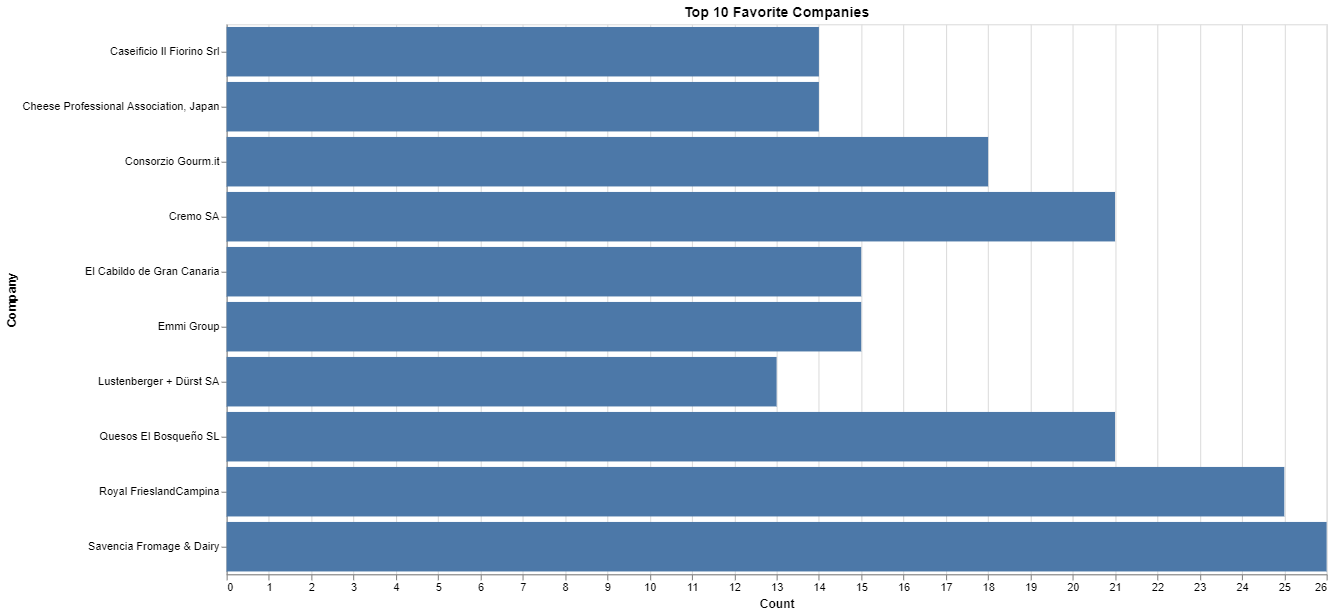 Top 10 Favorite Companies
Caseificio Il Fiorino Srl
Cheese Professional Association, Japan
Consorzio Gourm.it
Cremo SA
El Cabildo de Gran Canaria
Emmi Group
Lustenberger + Dürst SA
Quesos El Bosqueño SL
Royal FrieslandCampina
Savencia Fromage & Dairy
Company
0 1 2 3 4 5 6 7 8 9 10 11 12 13 14 15 16 17 18 19 20 21 22 23 24 25 26
Count